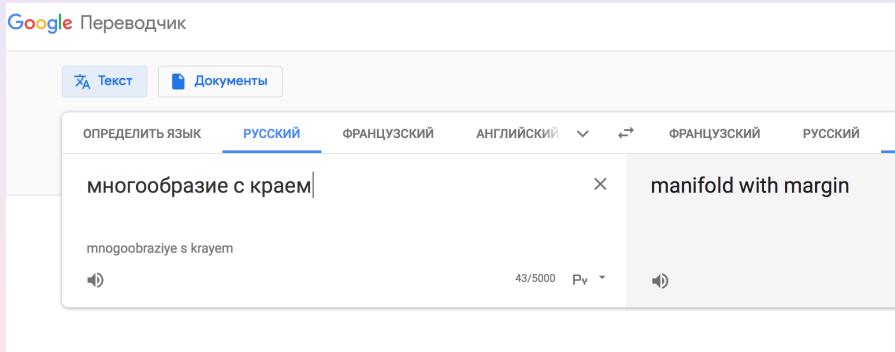 Google Переводчик
Текст Документы
ОПРЕДЕЛИТЬ ЯЗЫК РУССКИЙ ФРАНЦУЗСКИЙ АНГЛИЙСКИЙ ФРАНЦУЗСКИЙ РУССКИЙ
многообразие с краем manifold with margin
mnogoobraziye s krayem
43/5000 Ру